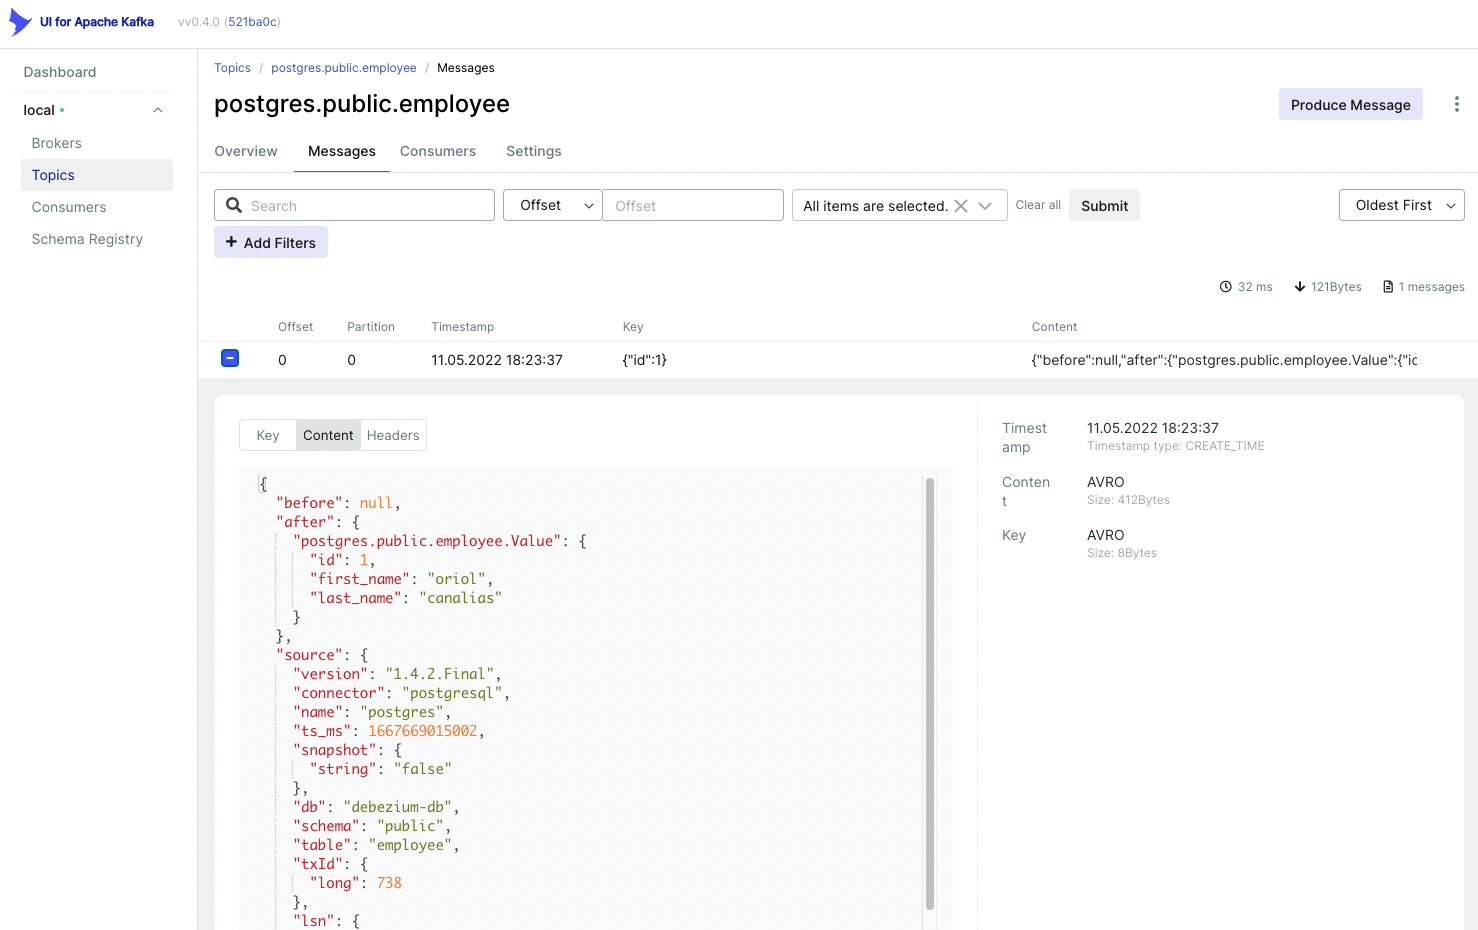 UI for Apache Kafka vv0.4.0 (521ba0c)
Dashboard
local
Brokers
Topics
Consumers
Schema Registry
Topics / postgres.public.employee / Messages
postgres.public.employee
Produce Message
Overview Messages Consumers Settings
Search Offset Offset All items are selected. Clear all Submit Oldest First
+ Add Filters
32 ms 121Bytes 1 messages
Offset Partition Timestamp Key Content
0 0 11.05.2022 18:23:37 {"id":1} {"before":null,"after":{"postgres.public.employee.Value":{"ic
Key Content Headers
{
"before": null,
"after": {
"postgres.public.employee.Value": {
"id": 1,
"first_name": "oriol",
"last_name": "canalias"
}
},
"source": {
"version": "1.4.2.Final",
"connector": "postgresql",
"name": "postgres",
"ts_ms": 1667669015002,
"snapshot": {
"string": "false"
},
"db": "debezium-db",
"schema": "public",
"table": "employee",
"txId": {
"long": 738
},
"lsn": {
Timest
amp
11.05.2022 18:23:37
Timestamp type: CREATE_TIME
Conten
t
AVRO
Size: 412Bytes
Key
AVRO
Size: 8Bytes